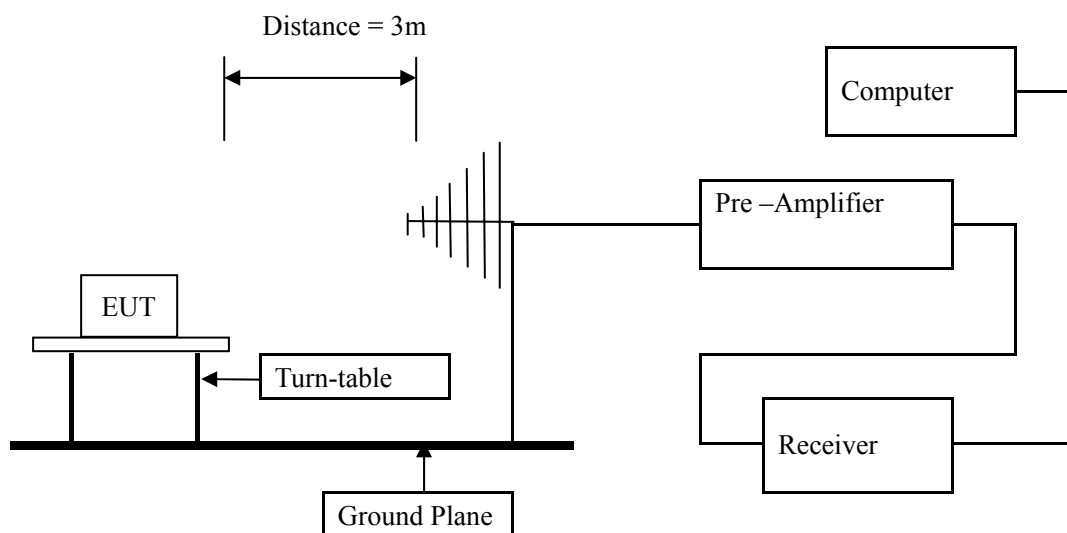 Distance = 3m
Computer
Pre –Amplifier
EUT
Turn-table
Receiver
Ground Plane